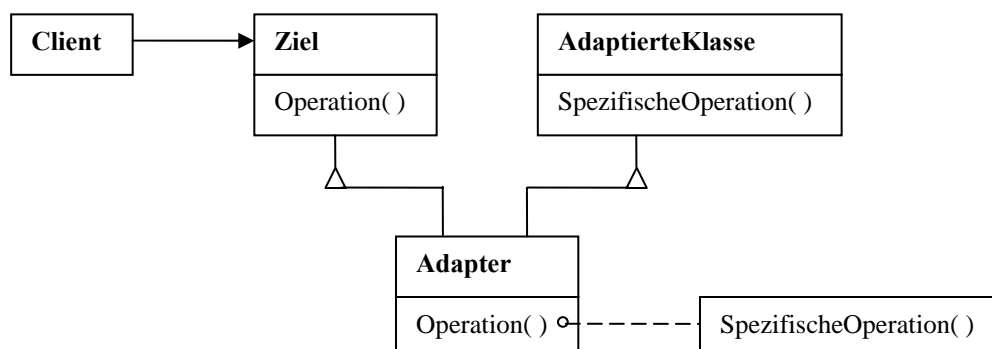 Client
Ziel
Operation( )
AdaptierteKlasse
SpezifischeOperation( )
Adapter
Operation( )
SpezifischeOperation( )